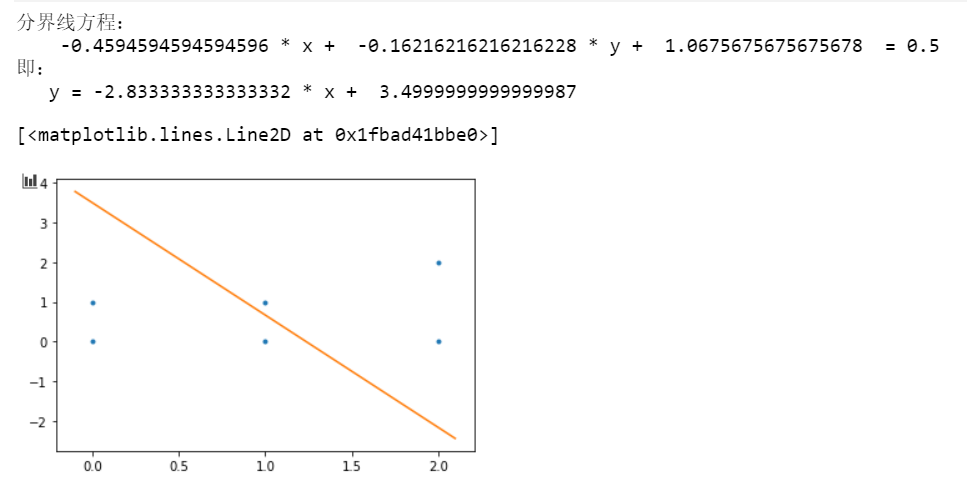 分界线方程：
-0.4594594594594596 * x + -0.16216216216216228 * y + 1.0675675675675678 = 0.5
即：
y = -2.833333333333332 * x + 3.4999999999999987
[<matplotlib.lines.Line2D at 0x1fbad41bbe0>]
4
3
2
1
0
−1
−2
0.0 0.5 1.0 1.5 2.0